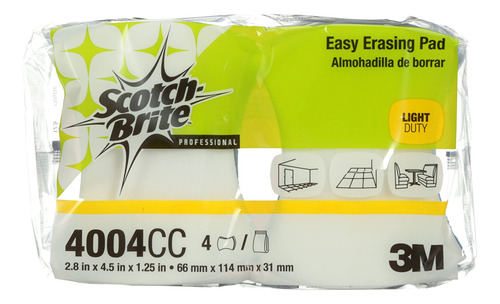 Easy Erasing Pad
Almohadilla de borrar
Scotch-
Brite
PROFESSIONAL
LIGHT
DUTY
4004CC 4 /
2.8 in x 4.5 in x 1.25 in • 66 mm x 114 mm x 31 mm
3M